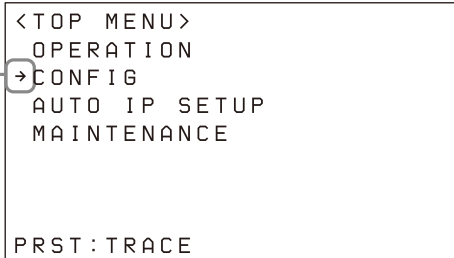 <TOP MENU>
OPERATION
→CONFIG
AUTO IP SETUP
MAINTENANCE
PRST:TRACE